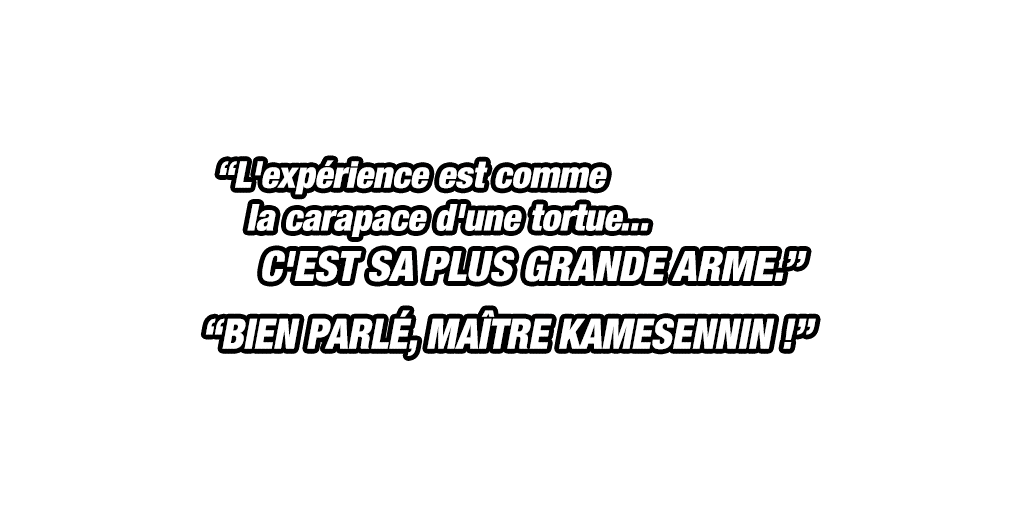 “L'expérience est comme
la carapace d'une tortue...
C'EST SA PLUS GRANDE ARME.”
“BIEN PARLÉ, MAÎTRE KAMESENNIN !”